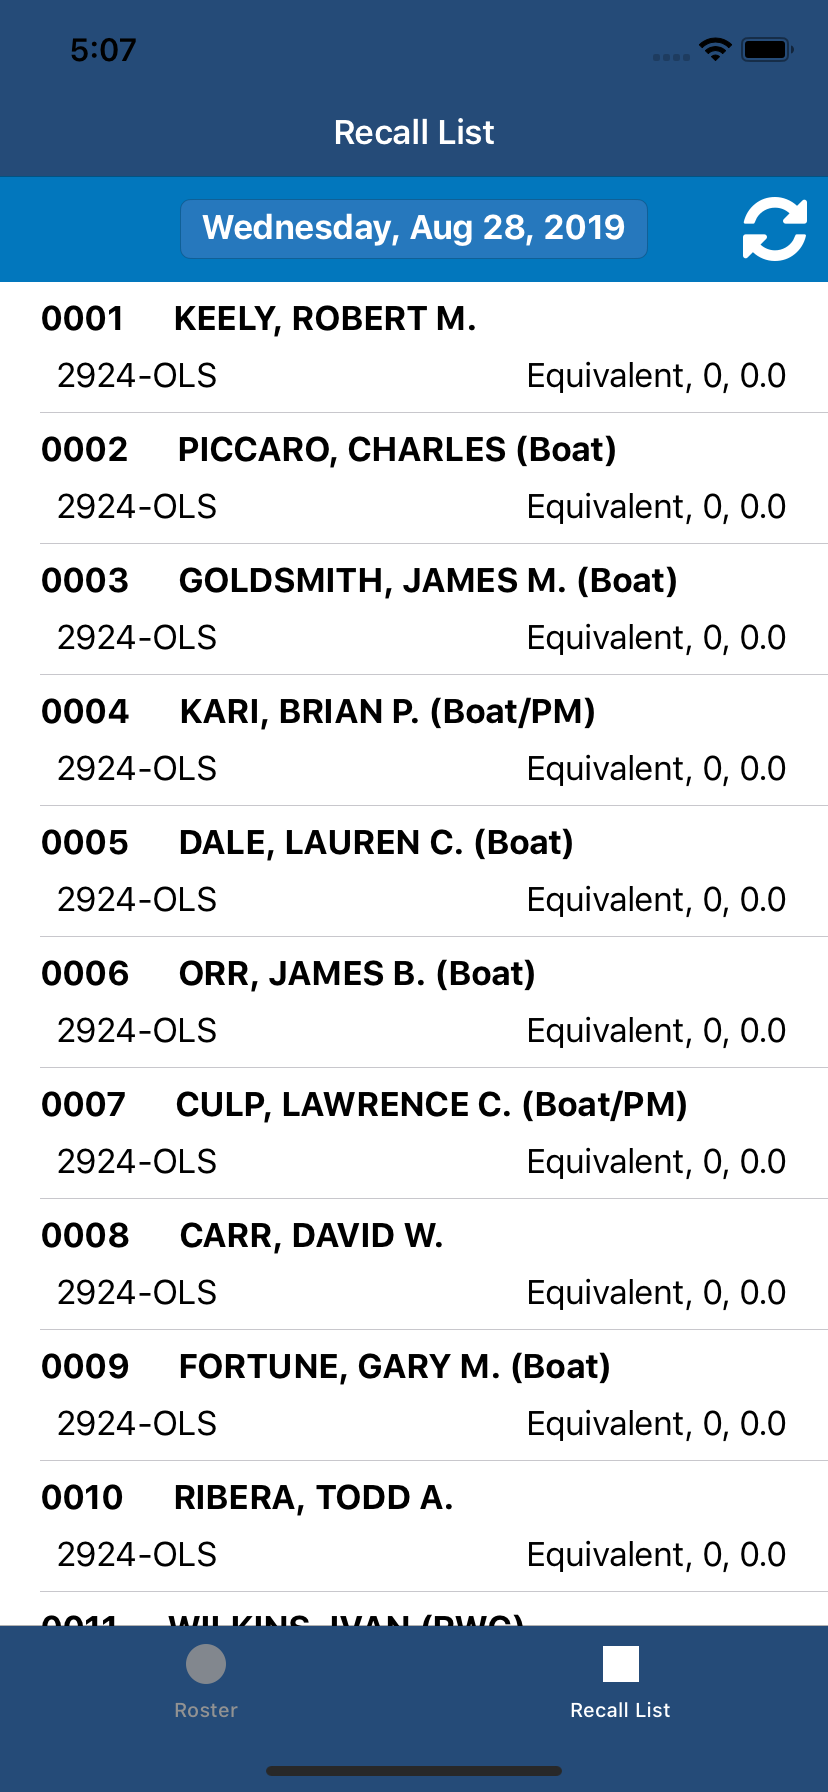 5:07
Recall List
Wednesday, Aug 28, 2019
0001 KEELY, ROBERT M.
2924-OLS Equivalent, 0, 0.0
0002 PICCARO, CHARLES (Boat)
2924-OLS Equivalent, 0, 0.0
0003 GOLDSMITH, JAMES M. (Boat)
2924-OLS Equivalent, 0, 0.0
0004 KARI, BRIAN P. (Boat/PM)
2924-OLS Equivalent, 0, 0.0
0005 DALE, LAUREN C. (Boat)
2924-OLS Equivalent, 0, 0.0
0006 ORR, JAMES B. (Boat)
2924-OLS Equivalent, 0, 0.0
0007 CULP, LAWRENCE C. (Boat/PM)
2924-OLS Equivalent, 0, 0.0
0008 CARR, DAVID W.
2924-OLS Equivalent, 0, 0.0
0009 FORTUNE, GARY M. (Boat)
2924-OLS Equivalent, 0, 0.0
0010 RIBERA, TODD A.
2924-OLS Equivalent, 0, 0.0
0011 WILKINS, IVAN (PWC)
Roster
Recall List